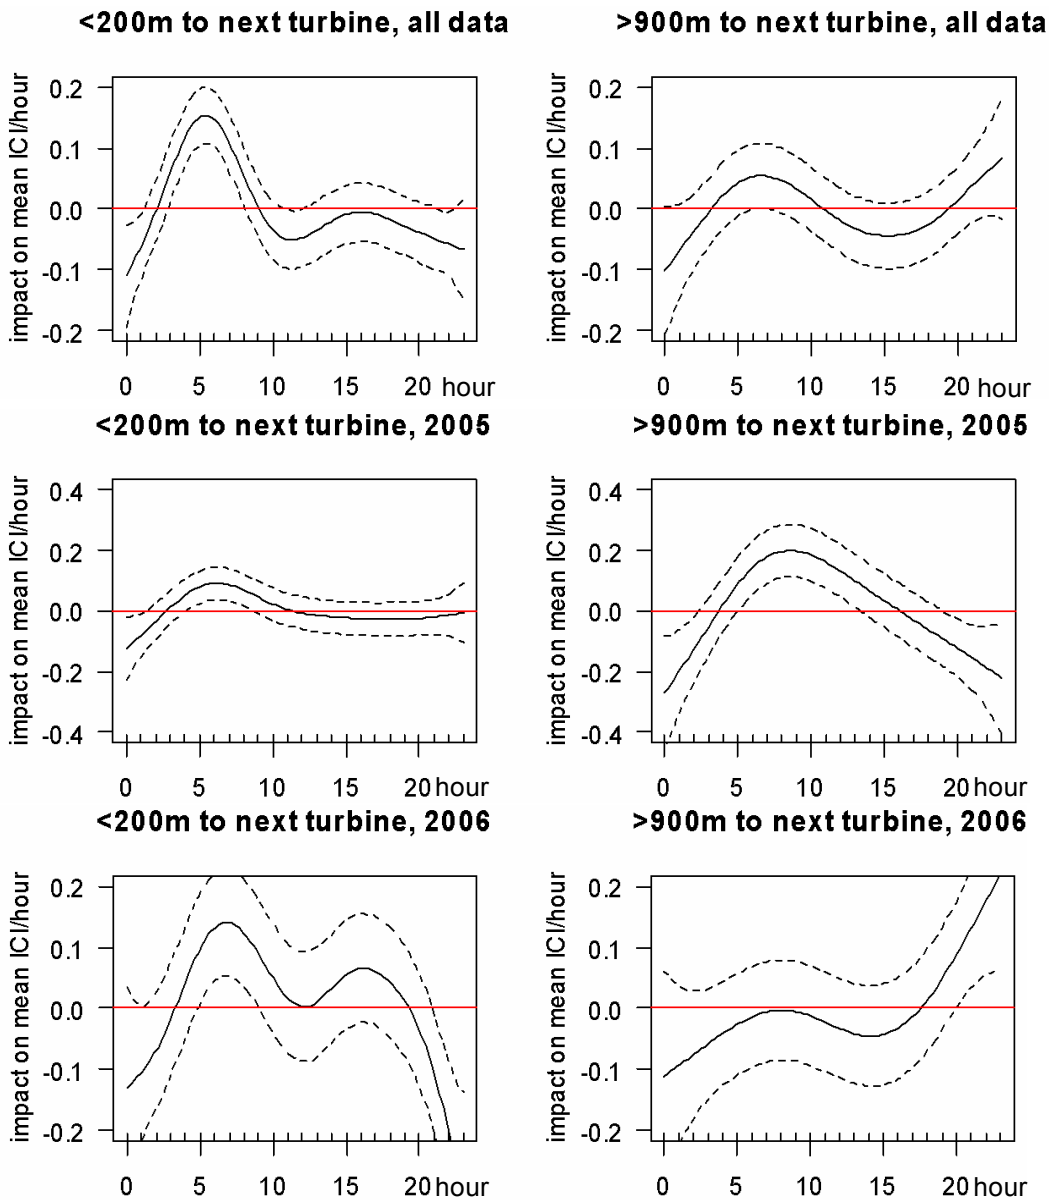 <200m to next turbine, all data
impact on mean ICI/hour
0.2
0.1
0.0
-0.1
-0.2
0 5 10 15 20 hour
>900m to next turbine, all data
impact on mean ICI/hour
0.2
0.1
0.0
-0.1
-0.2
0 5 10 15 20 hour
<200m to next turbine, 2005
impact on mean ICI/hour
0.4
0.2
0.0
-0.2
-0.4
0 5 10 15 20 hour
>900m to next turbine, 2005
impact on mean ICI/hour
0.4
0.2
0.0
-0.2
-0.4
0 5 10 15 20 hour
<200m to next turbine, 2006
impact on mean ICI/hour
0.2
0.1
0.0
-0.1
-0.2
0 5 10 15 20 hour
>900m to next turbine, 2006
impact on mean ICI/hour
0.2
0.1
0.0
-0.1
-0.2
0 5 10 15 20 hour